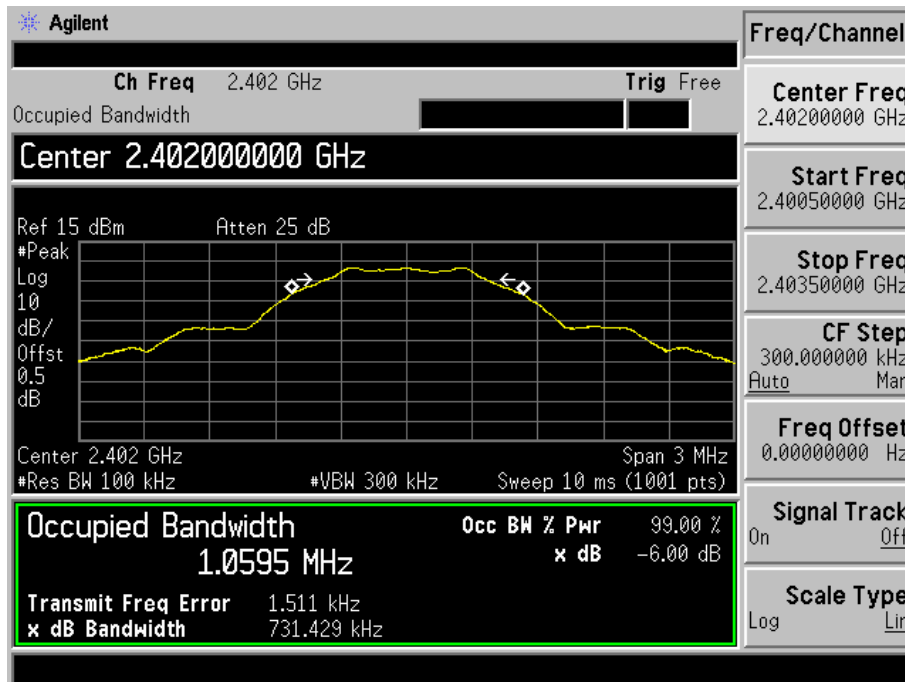 Agilent
Freq/Channel
Ch Freq 2.402 GHz Trig Free
Occupied Bandwidth
Center 2.402000000 GHz
Ref 15 dBm Atten 25 dB
#Peak
Log
10
dB/
Offst
0.5
dB
Center 2.402 GHz Span 3 MHz
#Res BW 100 kHz #VBW 300 kHz Sweep 10 ms (1001 pts)
Occupied Bandwidth
1.0595 MHz
Occ BW % Pwr 99.00 %
x dB -6.00 dB
Transmit Freq Error 1.511 kHz
x dB Bandwidth 731.429 kHz
Center Freq
2.40200000 GHz
Start Freq
2.40050000 GHz
Stop Freq
2.40350000 GHz
CF Step
300.000000 kHz
Auto Man
Freq Offset
0.00000000 Hz
Signal Track
On Off
Scale Type
Log Lin